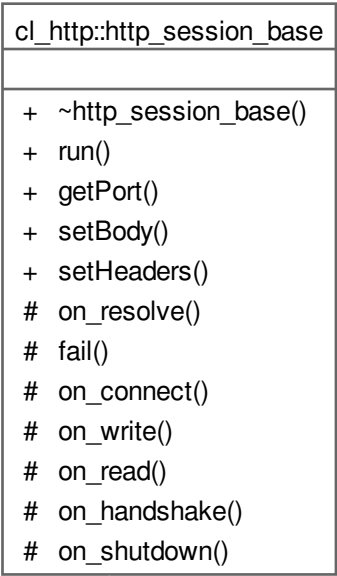 cl_http::http_session_base
+ ~http_session_base()
+ run()
+ getPort()
+ setBody()
+ setHeaders()
# on_resolve()
# fail()
# on_connect()
# on_write()
# on_read()
# on_handshake()
# on_shutdown()